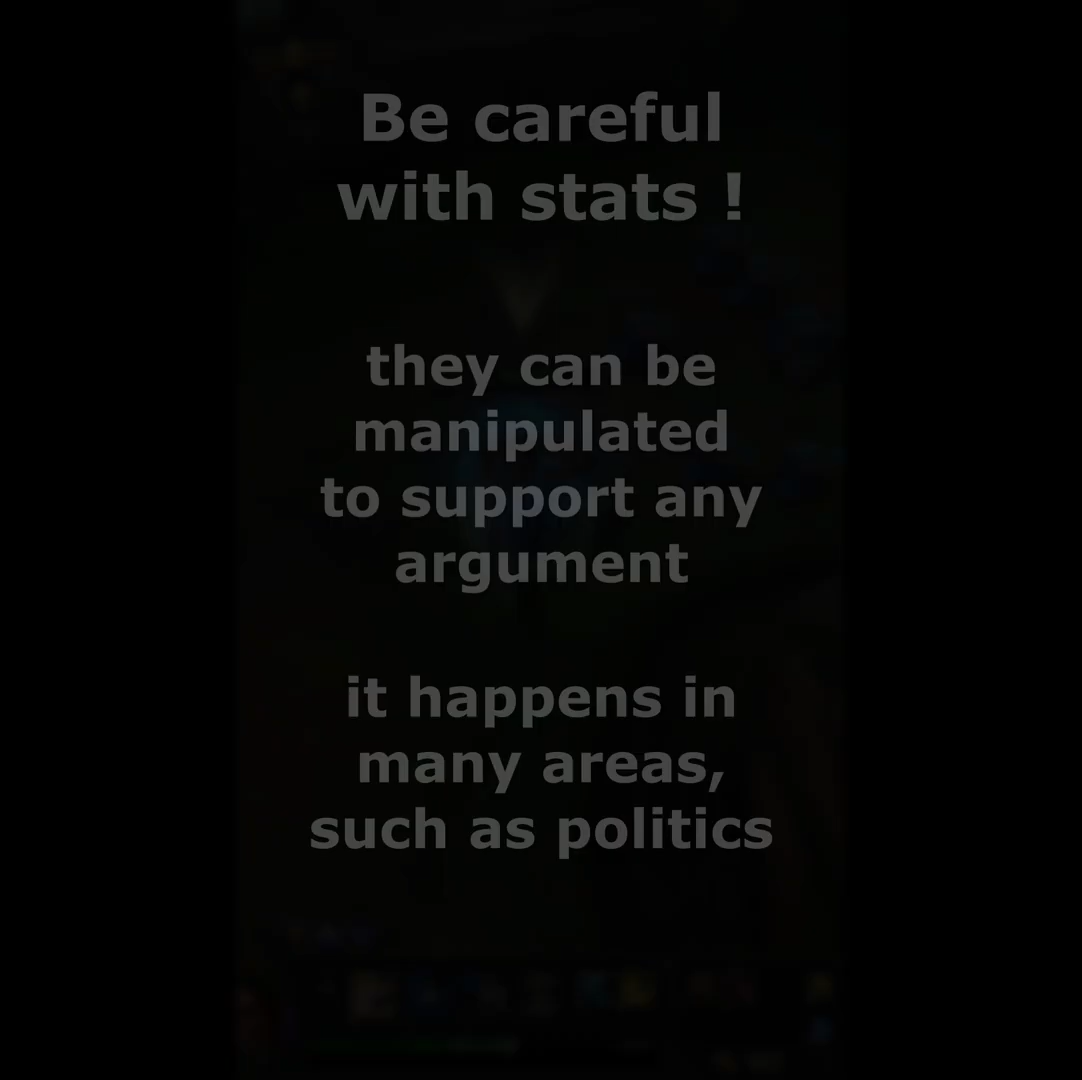 Be careful
with stats !
they can be
manipulated
to support any
argument
it happens in
many areas,
such as politics